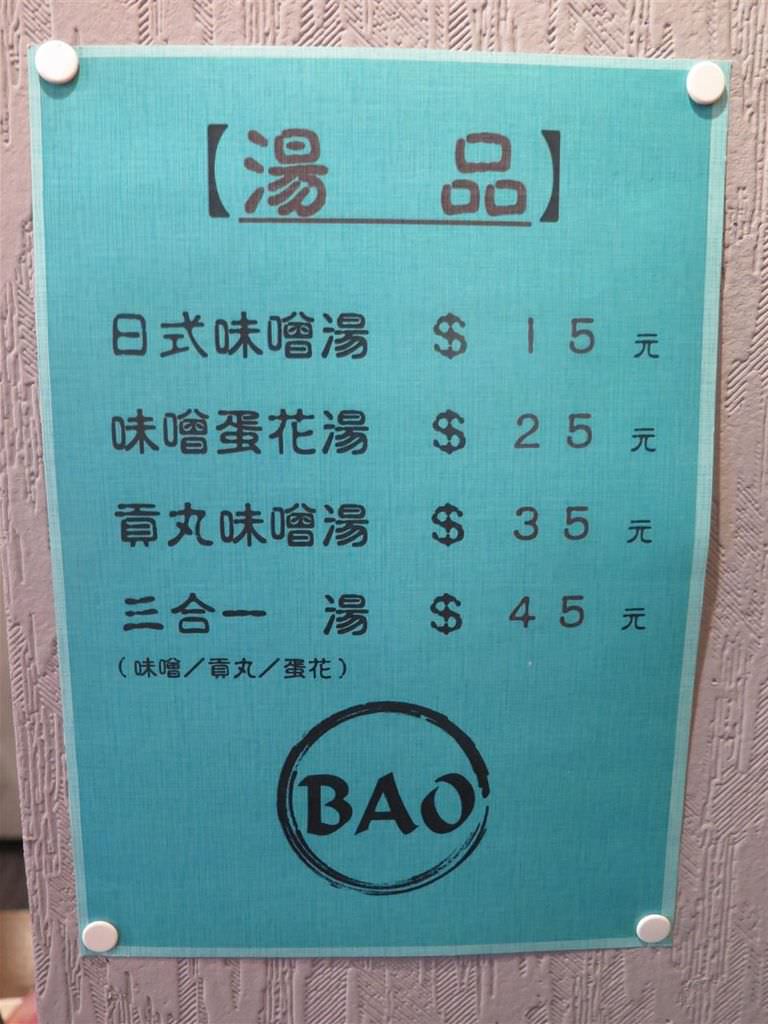 【湯　品】
日式味噌湯 $ 15 元
味噌蛋花湯 $ 25 元
貢丸味噌湯 $ 35 元
三合一　湯 $ 45 元
（味噌／貢丸／蛋花）
BAO